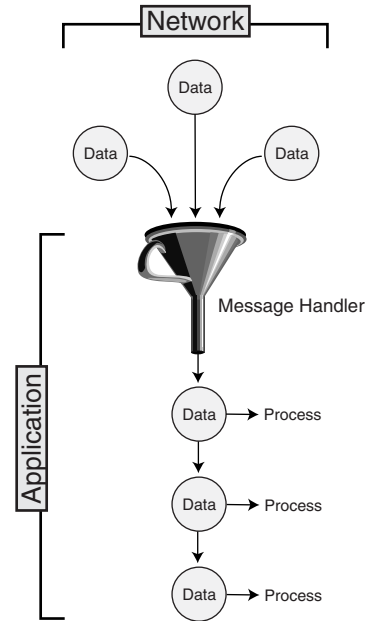 Network
Data
Data
Data
Message Handler
Application
Data
Process
Data
Process
Data
Process